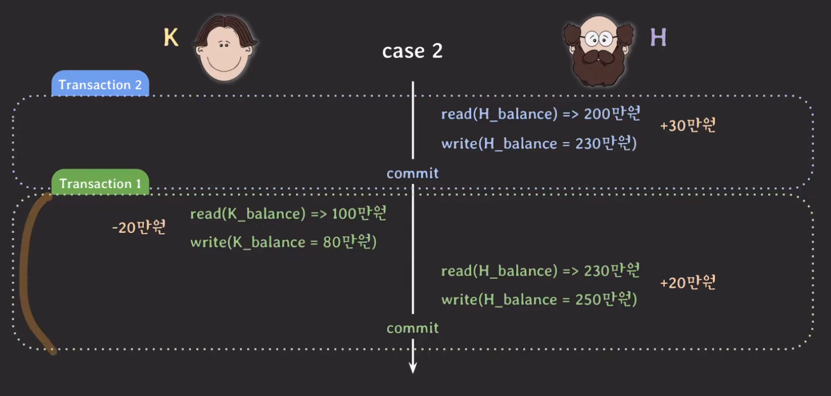 K
case 2
H
Transaction 2
read(H_balance) => 200만원
+30만원
write(H_balance = 230만원)
commit
Transaction 1
read(K_balance) => 100만원
-20만원
write(K_balance = 80만원)
read(H_balance) => 230만원
+20만원
write(H_balance = 250만원)
commit